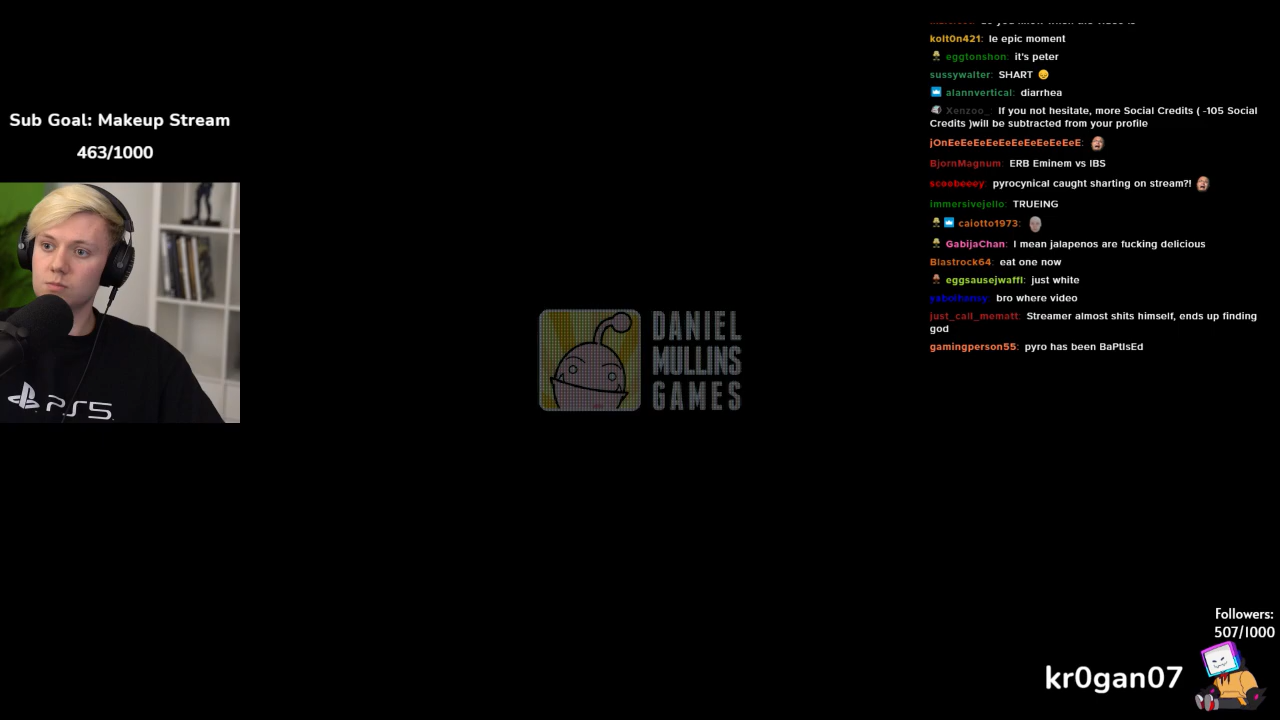 Sub Goal: Makeup Stream
463/1000
PS5
DANIEL
MULLINS
GAMES
kolt0n421: le epic moment
eggtonshon: it's peter
sussywalter: SHART
alannvertical: diarrhea
Xenzoo_: If you not hesitate, more Social Credits ( -105 Social
Credits )will be subtracted from your profile
jOnEeEeEeEeEeEeEeEeEeE:
BjornMagnum: ERB Eminem vs IBS
scoobeeey: pyrocynical caught sharting on stream?!
immersivejello: TRUEING
caiotto1973:
GabijaChan: I mean jalapenos are fucking delicious
Blastrock64: eat one now
eggsausejwaffl: just white
bro where video
just_call_mematt: Streamer almost shits himself, ends up finding
god
gamingperson55: pyro has been BaPtIsEd
Followers:
507/1000
kr0gan07